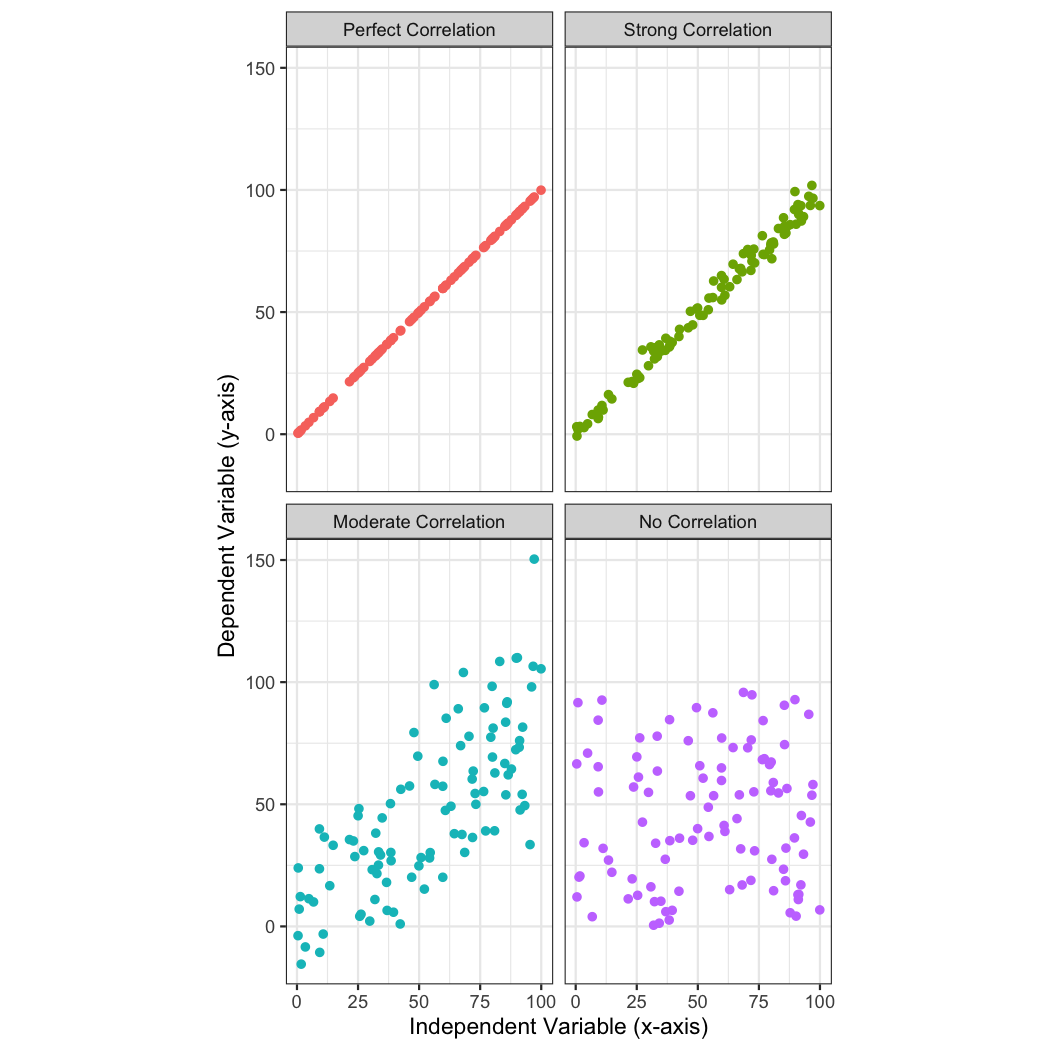 Perfect Correlation
Strong Correlation
150
100
50
0
Moderate Correlation
No Correlation
150
100
50
0
0 25 50 75 100
0 25 50 75 100
Independent Variable (x-axis)
Dependent Variable (y-axis)